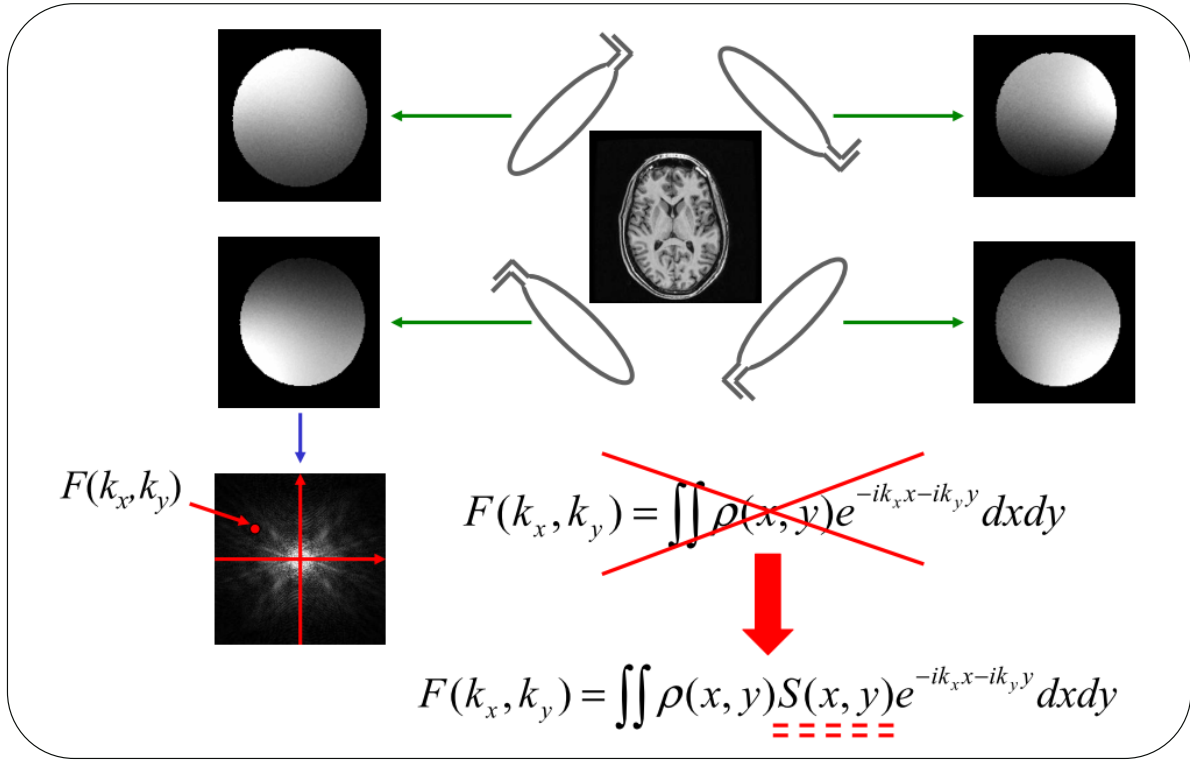 F(k_x,k_y)
F(k_x, k_y) = ∬ ρ(x, y)e^{-ik_x x-ik_y y} dxdy
F(k_x, k_y) = ∬ ρ(x, y)S(x, y)e^{-ik_x x-ik_y y} dxdy